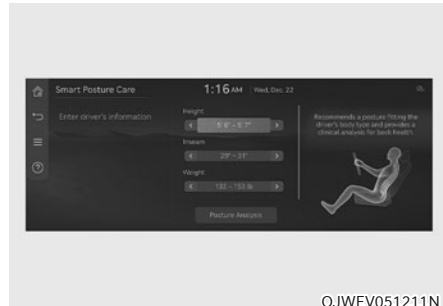 Smart Posture Care
1:16 AM Wed, Dec. 22
Enter driver's information
Height
5'6" – 5'7"
Inseam
29" – 31"
Weight
132 – 153 lb
Posture Analysis
Recommends a posture fitting the
driver's body type and provides a
clinical analysis for back health.
OJWEV051211N